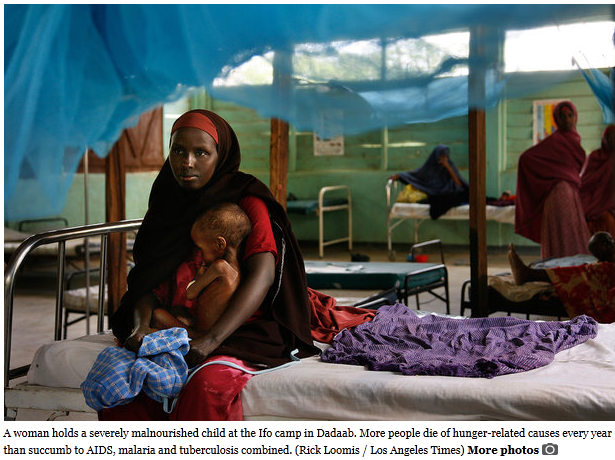 A woman holds a severely malnourished child at the Ifo camp in Dadaab. More people die of hunger-related causes every year
than succumb to AIDS, malaria and tuberculosis combined. (Rick Loomis / Los Angeles Times) More photos